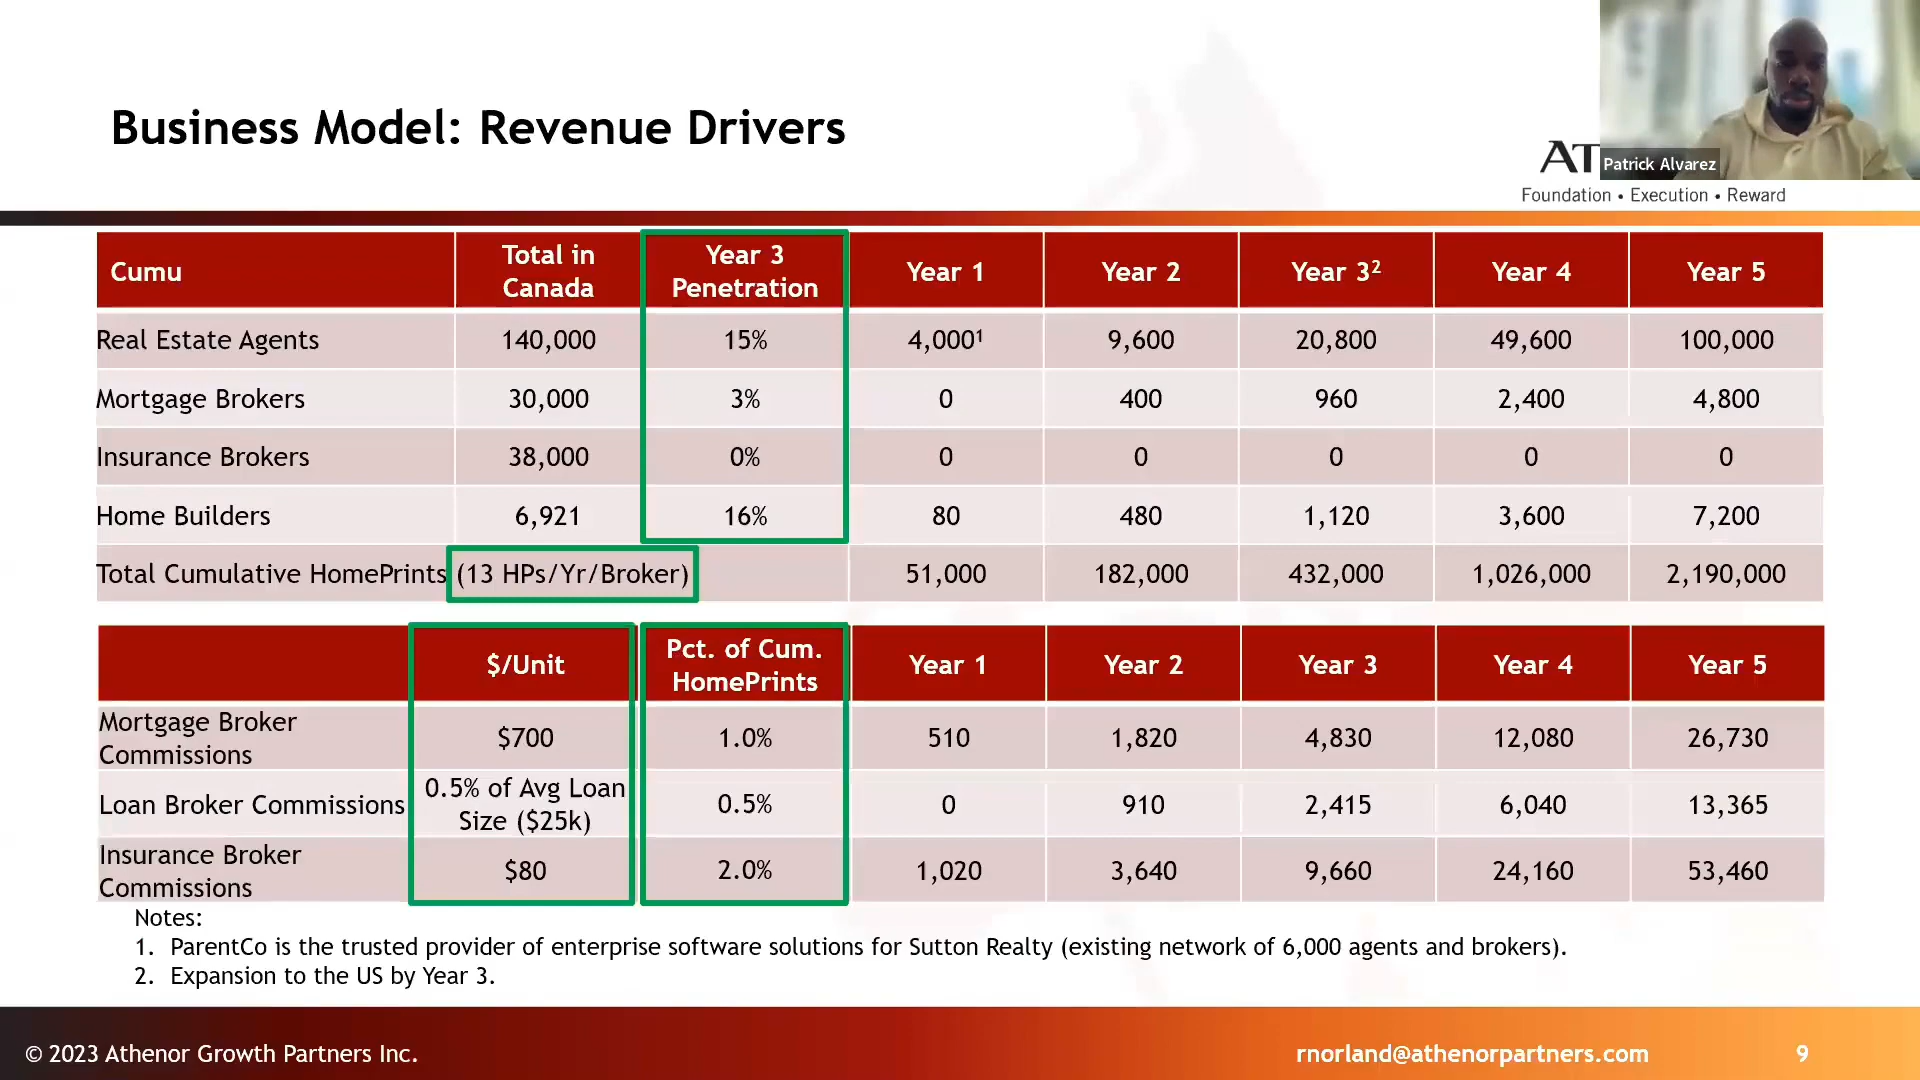 Business Model: Revenue Drivers
AT
Patrick Alvarez
Foundation • Execution • Reward
Cumu
Total in Canada
Year 3 Penetration
Year 1
Year 2
Year 3²
Year 4
Year 5
Real Estate Agents 140,000 15% 4,000¹ 9,600 20,800 49,600 100,000
Mortgage Brokers 30,000 3% 0 400 960 2,400 4,800
Insurance Brokers 38,000 0% 0 0 0 0 0
Home Builders 6,921 16% 80 480 1,120 3,600 7,200
Total Cumulative HomePrints (13 HPs/Yr/Broker) 51,000 182,000 432,000 1,026,000 2,190,000
$/Unit
Pct. of Cum.
HomePrints
Year 1
Year 2
Year 3
Year 4
Year 5
Mortgage Broker
Commissions
$700 1.0% 510 1,820 4,830 12,080 26,730
Loan Broker Commissions
0.5% of Avg Loan
Size ($25k)
0.5% 0 910 2,415 6,040 13,365
Insurance Broker
Commissions
$80 2.0% 1,020 3,640 9,660 24,160 53,460
Notes:
1. ParentCo is the trusted provider of enterprise software solutions for Sutton Realty (existing network of 6,000 agents and brokers).
2. Expansion to the US by Year 3.
© 2023 Athenor Growth Partners Inc.
rnorland@athenorpartners.com
9